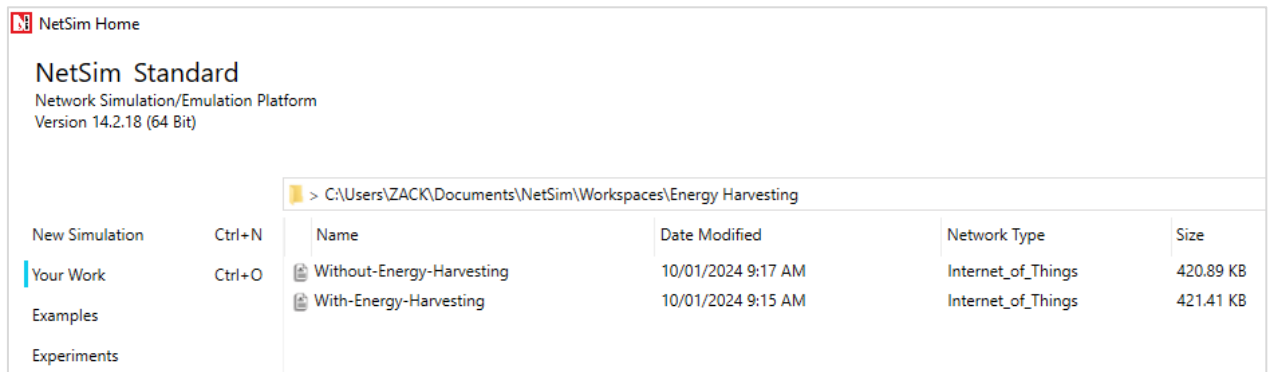 NetSim Home
NetSim Standard
Network Simulation/Emulation Platform
Version 14.2.18 (64 Bit)
> C:\Users\ZACK\Documents\NetSim\Workspaces\Energy Harvesting
New Simulation Ctrl+N Name Date Modified Network Type Size
Your Work Ctrl+O Without-Energy-Harvesting 10/01/2024 9:17 AM Internet_of_Things 420.89 KB
With-Energy-Harvesting 10/01/2024 9:15 AM Internet_of_Things 421.41 KB
Examples
Experiments